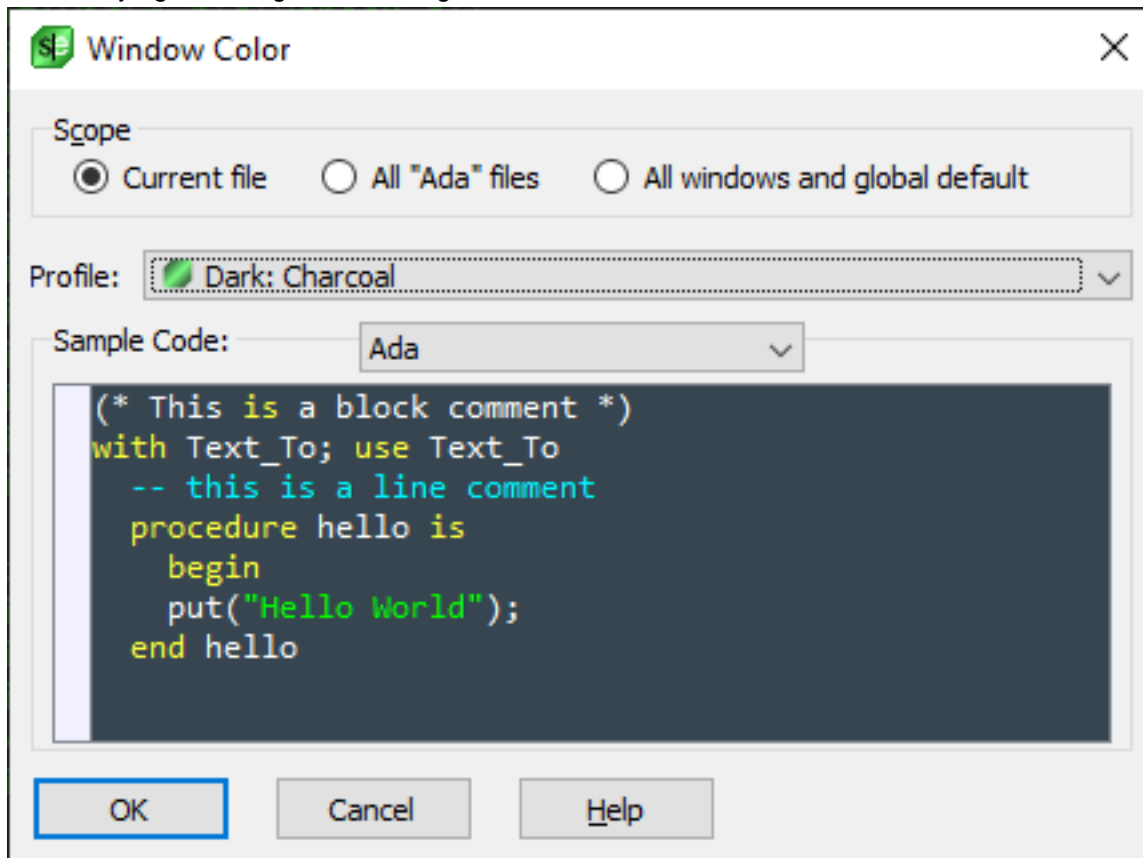 Window Color
Scope
Current file All "Ada" files All windows and global default
Profile: Dark: Charcoal
Sample Code: Ada
(* This is a block comment *)
with Text_To; use Text_To
-- this is a line comment
procedure hello is
begin
put("Hello World");
end hello
OK Cancel Help